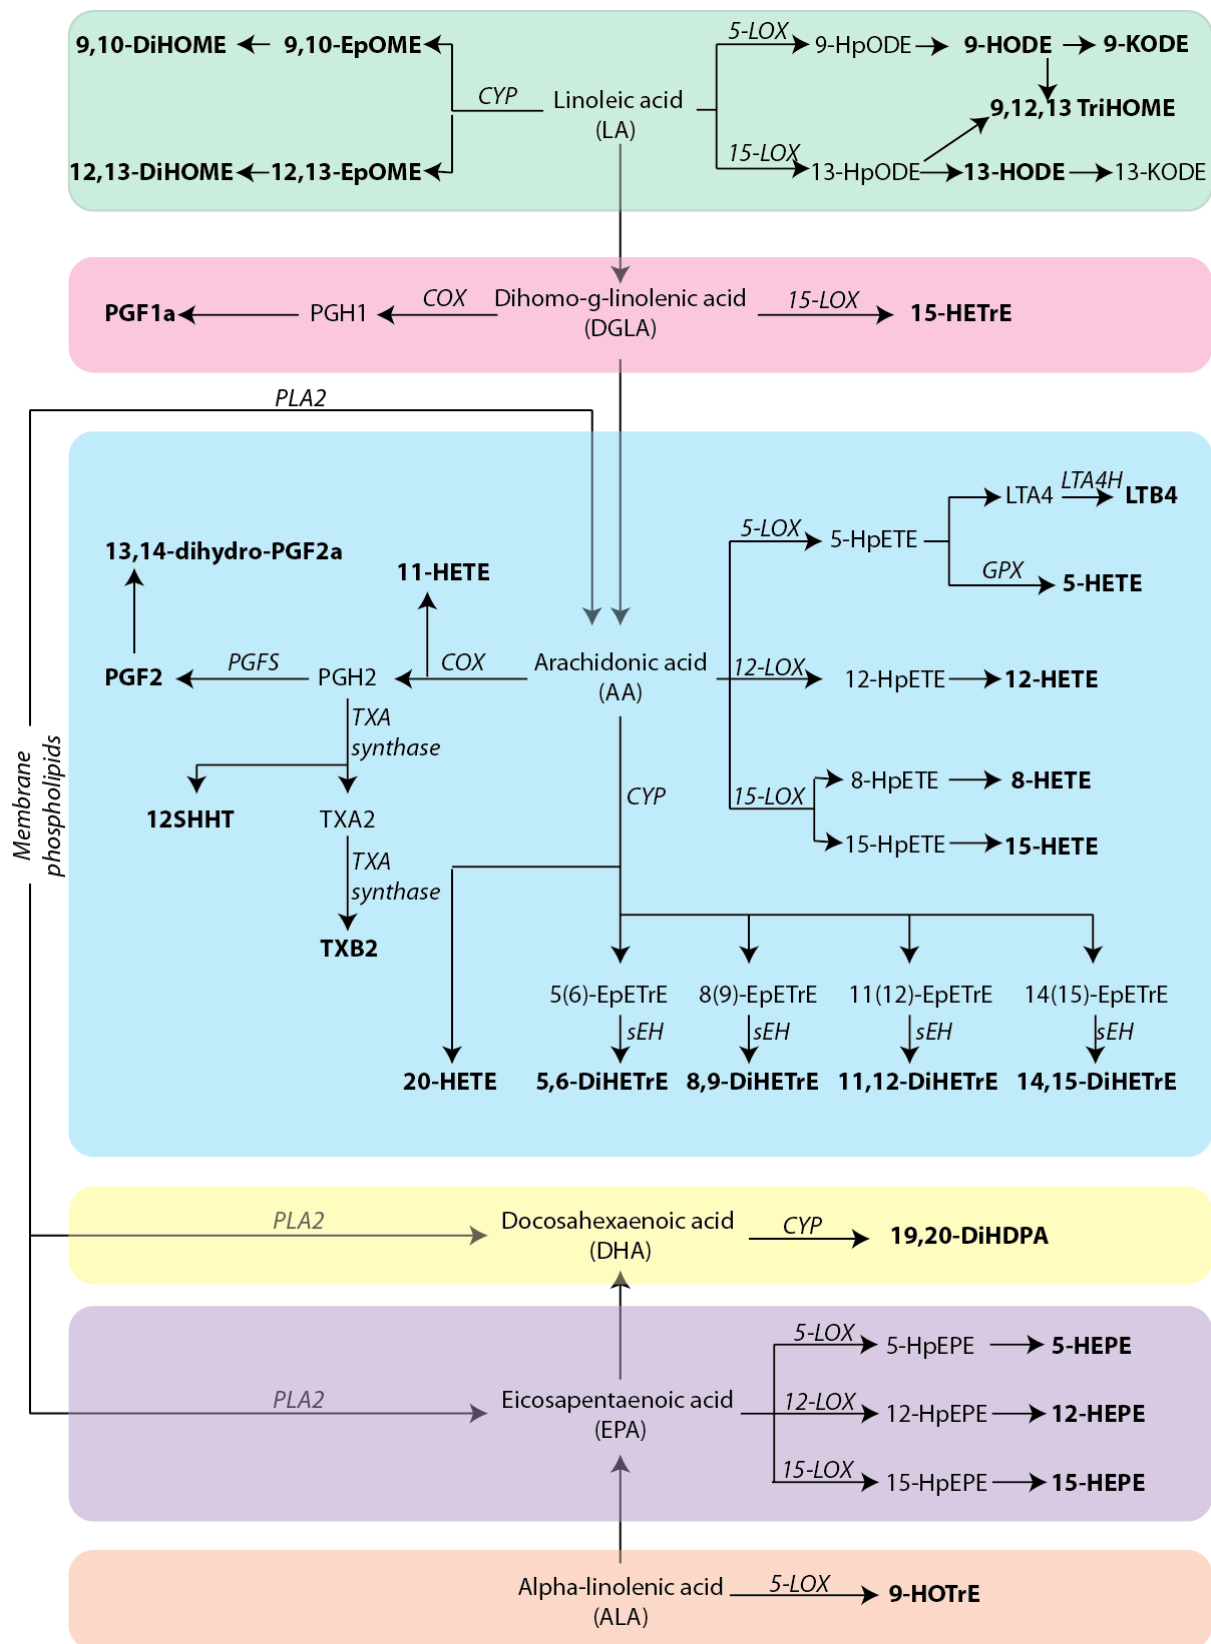 9,10-DiHOME
9,10-EpOME
5-LOX
9-HpODE
9-HODE
9-KODE
CYP
Linoleic acid
(LA)
9,12,13 TriHOME
12,13-DiHOME
12,13-EpOME
15-LOX
13-HpODE
13-HODE
13-KODE
PGF1a
PGH1
COX
Dihomo-g-linolenic acid
(DGLA)
15-LOX
15-HETrE
PLA2
LTA4
LTA4H
LTB4
5-LOX
5-HpETE
GPX
5-HETE
13,14-dihydro-PGF2a
11-HETE
PGF2
PGFS
PGH2
COX
Arachidonic acid
(AA)
12-LOX
12-HpETE
12-HETE
TXA
synthase
Membrane
phospholipids
12SHHT
TXA2
CYP
15-LOX
8-HpETE
8-HETE
15-HpETE
15-HETE
TXA
synthase
TXB2
5(6)-EpETrE
8(9)-EpETrE
11(12)-EpETrE
14(15)-EpETrE
sEH
sEH
sEH
sEH
20-HETE
5,6-DiHETrE
8,9-DiHETrE
11,12-DiHETrE
14,15-DiHETrE
PLA2
Docosahexaenoic acid
(DHA)
CYP
19,20-DiHDPA
PLA2
Eicosapentaenoic acid
(EPA)
5-LOX
5-HpEPE
5-HEPE
12-LOX
12-HpEPE
12-HEPE
15-LOX
15-HpEPE
15-HEPE
Alpha-linolenic acid
(ALA)
5-LOX
9-HOTrE